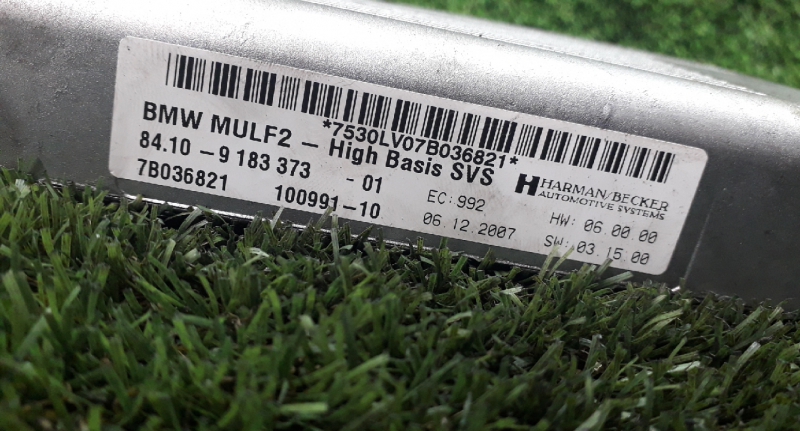 *7530LV07B036821*
BMW MULF2 - High Basis SVS
84.10 - 9 183 373 - 01
7B036821 100991-10
EC: 992
06.12.2007
HARMAN/BECKER
AUTOMOTIVE SYSTEMS
HW: 06.00.00
SW: 03.15.00